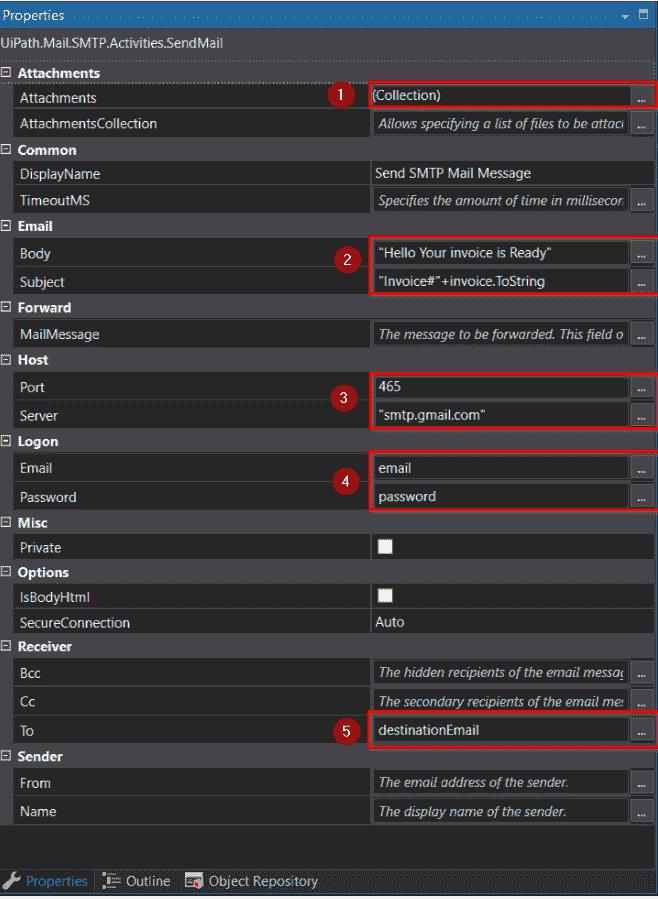 Properties
UiPath.Mail.SMTP.Activities.SendMail
Attachments
Attachments 1 (Collection) ...
AttachmentsCollection Allows specifying a list of files to be attacl ...
Common
DisplayName Send SMTP Mail Message
TimeoutMS Specifies the amount of time in millisecon ...
Email
Body 2 "Hello Your invoice is Ready" ...
Subject "Invoice#"+invoice.ToString ...
Forward
MailMessage The message to be forwarded. This field o ...
Host
Port 3 465 ...
Server "smtp.gmail.com" ...
Logon
Email 4 email ...
Password password ...
Misc
Private
Options
IsBodyHtml
SecureConnection Auto
Receiver
Bcc The hidden recipients of the email messag ...
Cc The secondary recipients of the email me ...
To 5 destinationEmail ...
Sender
From The email address of the sender. ...
Name The display name of the sender. ...
Properties Outline Object Repository